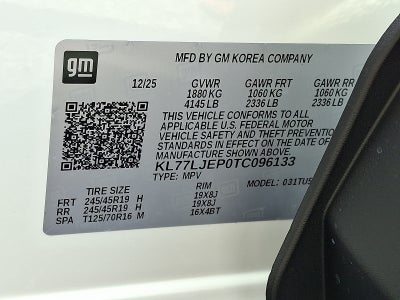 gm
MFD BY GM KOREA COMPANY
12/25 GVWR GAWR FRT GAWR RR
1880 KG 1060 KG 1060 KG
4145 LB 2336 LB 2336 LB
THIS VEHICLE CONFORMS TO ALL
APPLICABLE U.S. FEDERAL MOTOR
VEHICLE SAFETY AND THEFT PREVENTION
STANDARDS IN EFFECT ON THE DATE OF
MANUFACTURE SHOWN ABOVE.
KL77LJEP0TC096133
TYPE: MPV MODEL: 031TUS
TIRE SIZE RIM
FRT 245/45R19 H 19X8J
RR 245/45R19 H 19X8J
SPA T125/70R16 M 16X4BT